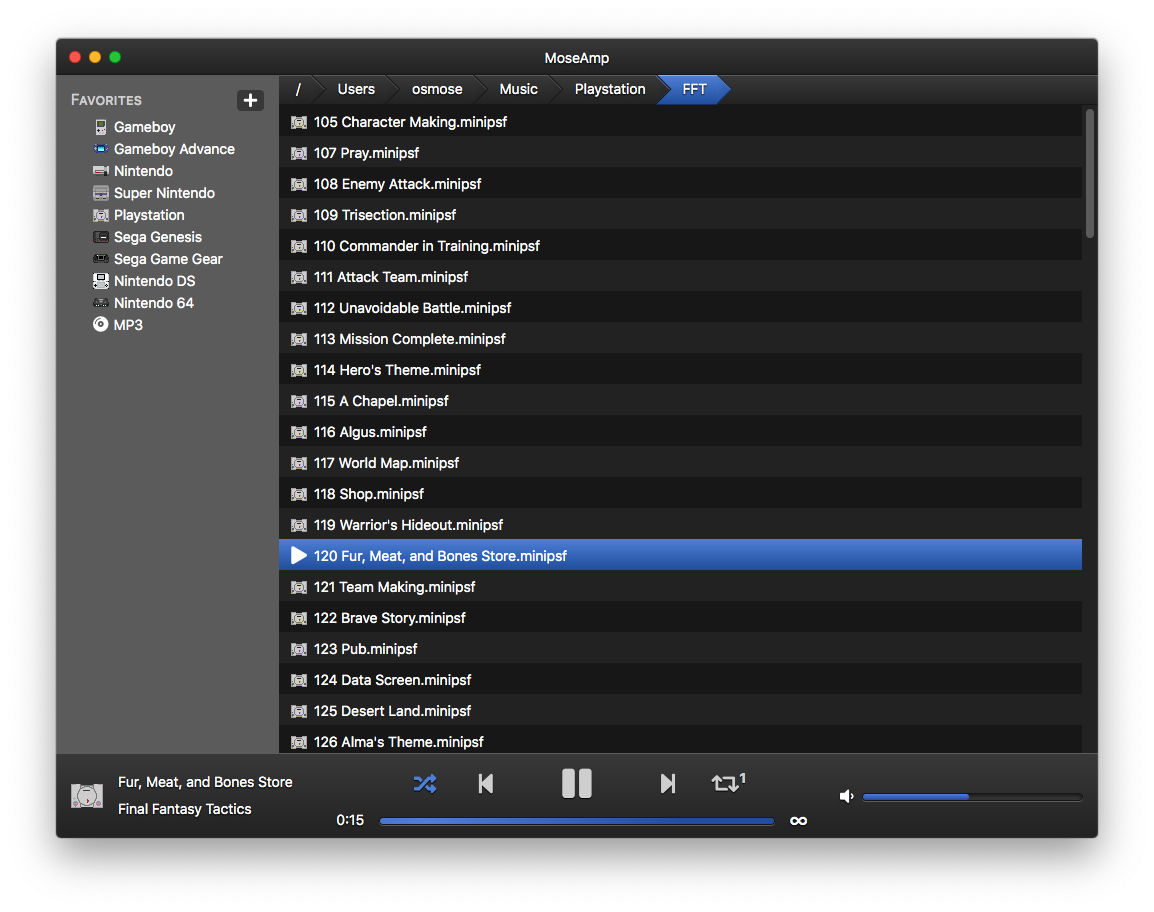 MoseAmp
FAVORITES
Gameboy
Gameboy Advance
Nintendo
Super Nintendo
Playstation
Sega Genesis
Sega Game Gear
Nintendo DS
Nintendo 64
MP3
/ Users osmose Music Playstation FFT
105 Character Making.minipsf
107 Pray.minipsf
108 Enemy Attack.minipsf
109 Trisection.minipsf
110 Commander in Training.minipsf
111 Attack Team.minipsf
112 Unavoidable Battle.minipsf
113 Mission Complete.minipsf
114 Hero's Theme.minipsf
115 A Chapel.minipsf
116 Algus.minipsf
117 World Map.minipsf
118 Shop.minipsf
119 Warrior's Hideout.minipsf
120 Fur, Meat, and Bones Store.minipsf
121 Team Making.minipsf
122 Brave Story.minipsf
123 Pub.minipsf
124 Data Screen.minipsf
125 Desert Land.minipsf
126 Alma's Theme.minipsf
Fur, Meat, and Bones Store
Final Fantasy Tactics
1
0:15 ∞